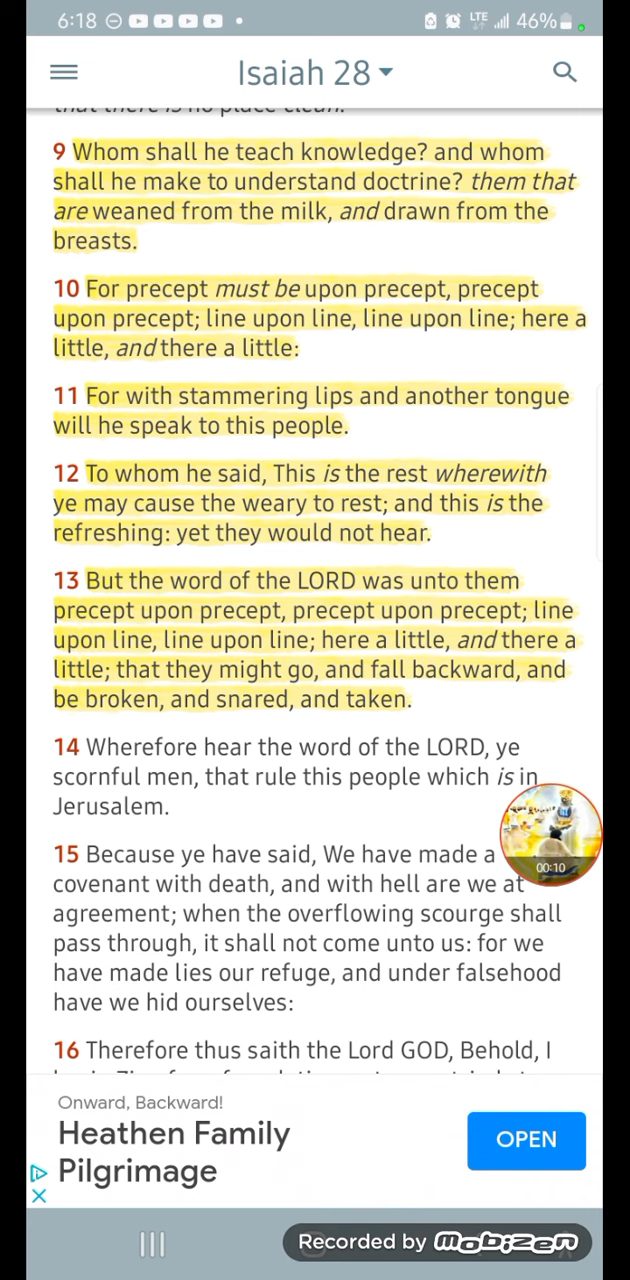 6:18 LTE 46%
Isaiah 28
that there is no place clean.
9 Whom shall he teach knowledge? and whom
shall he make to understand doctrine? them that
are weaned from the milk, and drawn from the
breasts.
10 For precept must be upon precept, precept
upon precept; line upon line, line upon line; here a
little, and there a little:
11 For with stammering lips and another tongue
will he speak to this people.
12 To whom he said, This is the rest wherewith
ye may cause the weary to rest; and this is the
refreshing: yet they would not hear.
13 But the word of the LORD was unto them
precept upon precept, precept upon precept; line
upon line, line upon line; here a little, and there a
little; that they might go, and fall backward, and
be broken, and snared, and taken.
14 Wherefore hear the word of the LORD, ye
scornful men, that rule this people which is in
Jerusalem.
15 Because ye have said, We have made a
covenant with death, and with hell are we at
agreement; when the overflowing scourge shall
pass through, it shall not come unto us: for we
have made lies our refuge, and under falsehood
have we hid ourselves:
00:10
16 Therefore thus saith the Lord GOD, Behold, I
Onward, Backward!
Heathen Family
Pilgrimage
OPEN
Recorded by mobizen